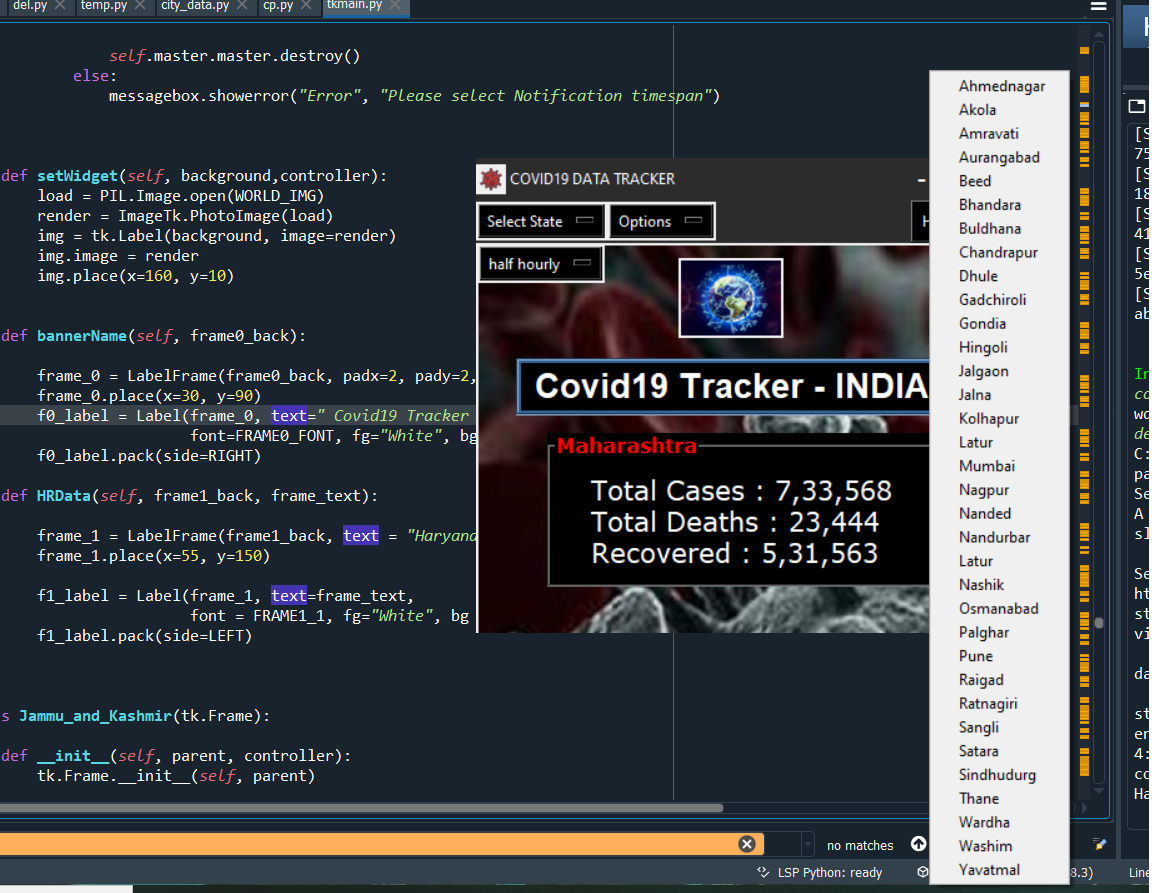 del.py
temp.py
city_data.py
cp.py
tkmain.py
self.master.master.destroy()
else:
messagebox.showerror("Error", "Please select Notification timespan")
def setWidget(self, background,controller):
load = PIL.Image.open(WORLD_IMG)
render = ImageTk.PhotoImage(load)
img = tk.Label(background, image=render)
img.image = render
img.place(x=160, y=10)
def bannerName(self, frame0_back):
frame_0 = LabelFrame(frame0_back, padx=2, pady=2,
frame_0.place(x=30, y=90)
f0_label = Label(frame_0, text=" Covid19 Tracker
font=FRAME0_FONT, fg="White", bg
f0_label.pack(side=RIGHT)
def HRData(self, frame1_back, frame_text):
frame_1 = LabelFrame(frame1_back, text = "Haryana
frame_1.place(x=55, y=150)
f1_label = Label(frame_1, text=frame_text,
font = FRAME1_1, fg="White", bg
f1_label.pack(side=LEFT)
s Jammu_and_Kashmir(tk.Frame):
def __init__(self, parent, controller):
tk.Frame.__init__(self, parent)
no matches
LSP Python: ready
8.3)
Line
COVID19 DATA TRACKER
Select State
Options
half hourly
Covid19 Tracker - INDIA
Maharashtra
Total Cases : 7,33,568
Total Deaths : 23,444
Recovered : 5,31,563
Ahmednagar
Akola
Amravati
Aurangabad
Beed
Bhandara
Buldhana
Chandrapur
Dhule
Gadchiroli
Gondia
Hingoli
Jalgaon
Jalna
Kolhapur
Latur
Mumbai
Nagpur
Nanded
Nandurbar
Latur
Nashik
Osmanabad
Palghar
Pune
Raigad
Ratnagiri
Sangli
Satara
Sindhudurg
Thane
Wardha
Washim
Yavatmal